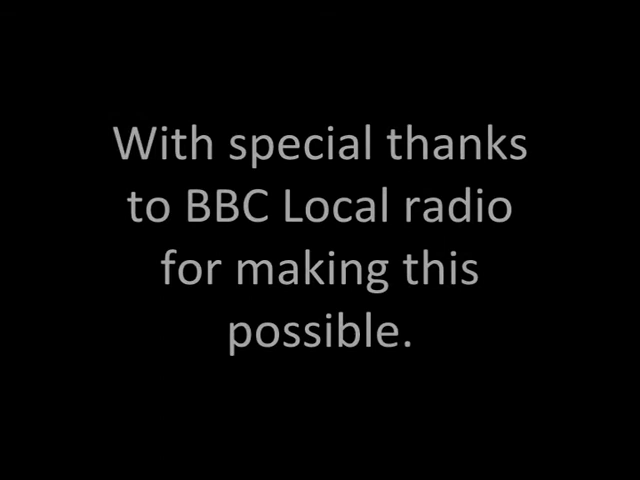 With special thanks
to BBC Local radio
for making this
possible.